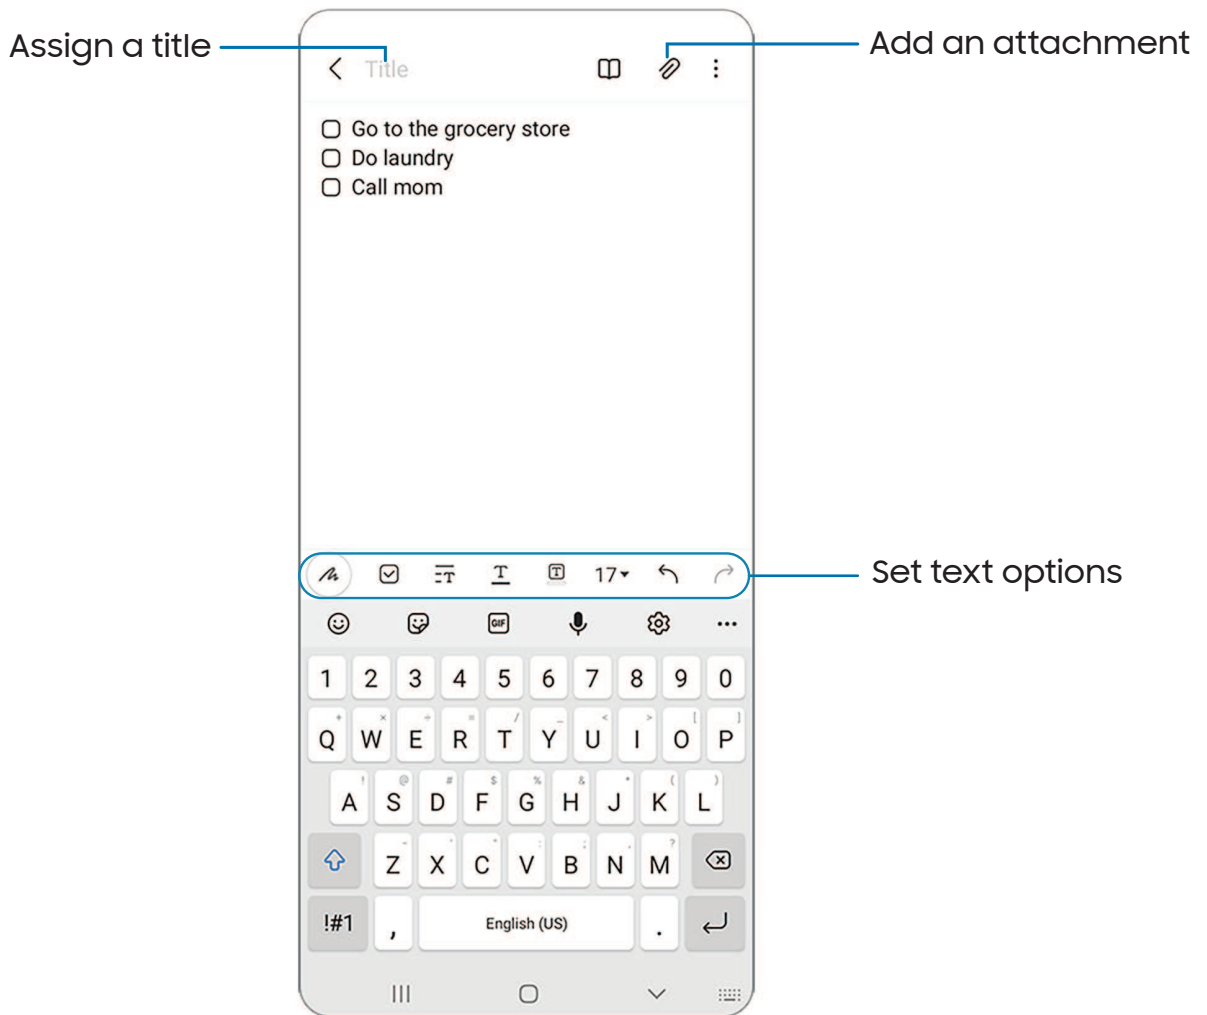 Assign a title
Add an attachment
Title
Go to the grocery store
Do laundry
Call mom
17
Set text options
GIF
1 2 3 4 5 6 7 8 9 0
+ × ÷ = / _ < > [ ]
Q W E R T Y U I O P
! @ # $ % & * ( )
A S D F G H J K L
- ' " : ; , ?
Z X C V B N M
!#1 , English (US) .